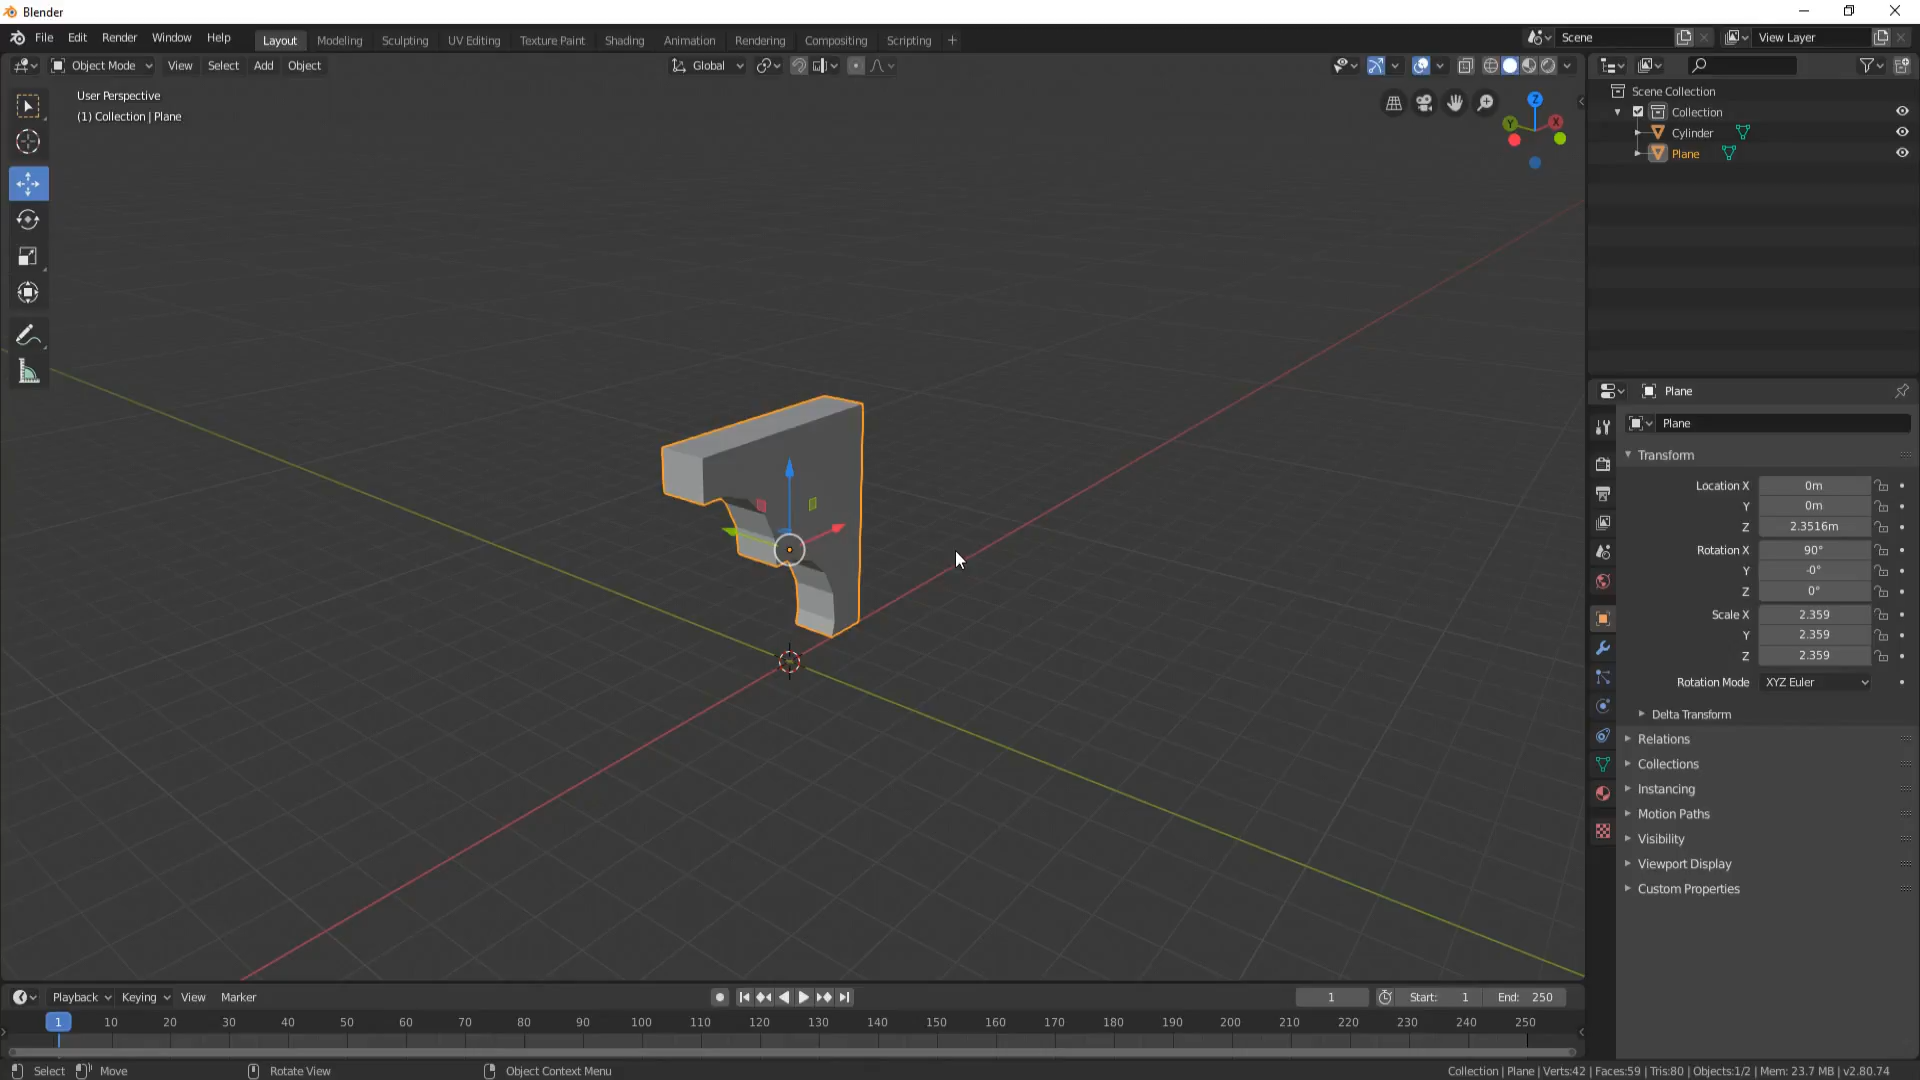 Blender
File Edit Render Window Help Layout Modeling Sculpting UV Editing Texture Paint Shading Animation Rendering Compositing Scripting + Scene View Layer
Object Mode View Select Add Object Global
User Perspective
(1) Collection | Plane
Z
Y X
Scene Collection
Collection
Cylinder
Plane
Plane
Plane
Transform
Location X 0m
Y 0m
Z 2.3516m
Rotation X 90°
Y -0°
Z 0°
Scale X 2.359
Y 2.359
Z 2.359
Rotation Mode XYZ Euler
Delta Transform
Relations
Collections
Instancing
Motion Paths
Visibility
Viewport Display
Custom Properties
Playback Keying View Marker 1 Start: 1 End: 250
1 10 20 30 40 50 60 70 80 90 100 110 120 130 140 150 160 170 180 190 200 210 220 230 240 250
Select Move Rotate View Object Context Menu Collection | Plane | Verts:42 | Faces:59 | Tris:80 | Objects:1/2 | Mem: 23.7 MB | v2.80.74